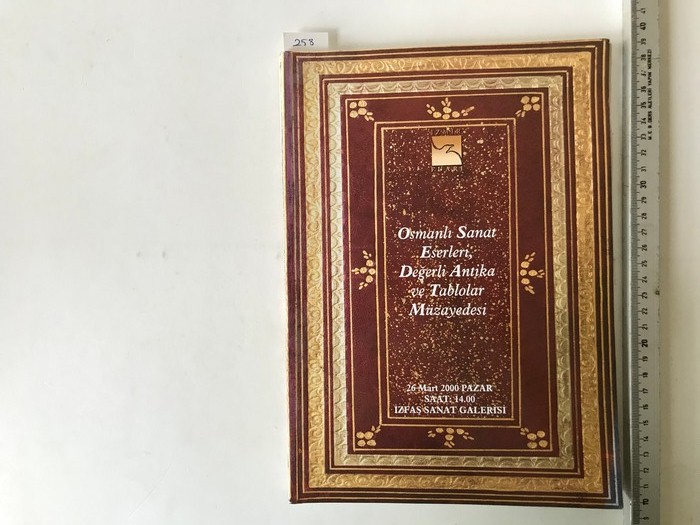 258
İZMİR
FUARI
Osmanlı Sanat
Eserleri,
Değerli Antika
ve Tablolar
Müzayedesi
26 Mart 2000 PAZAR
SAAT: 14.00
İZFAŞ SANAT GALERİSİ